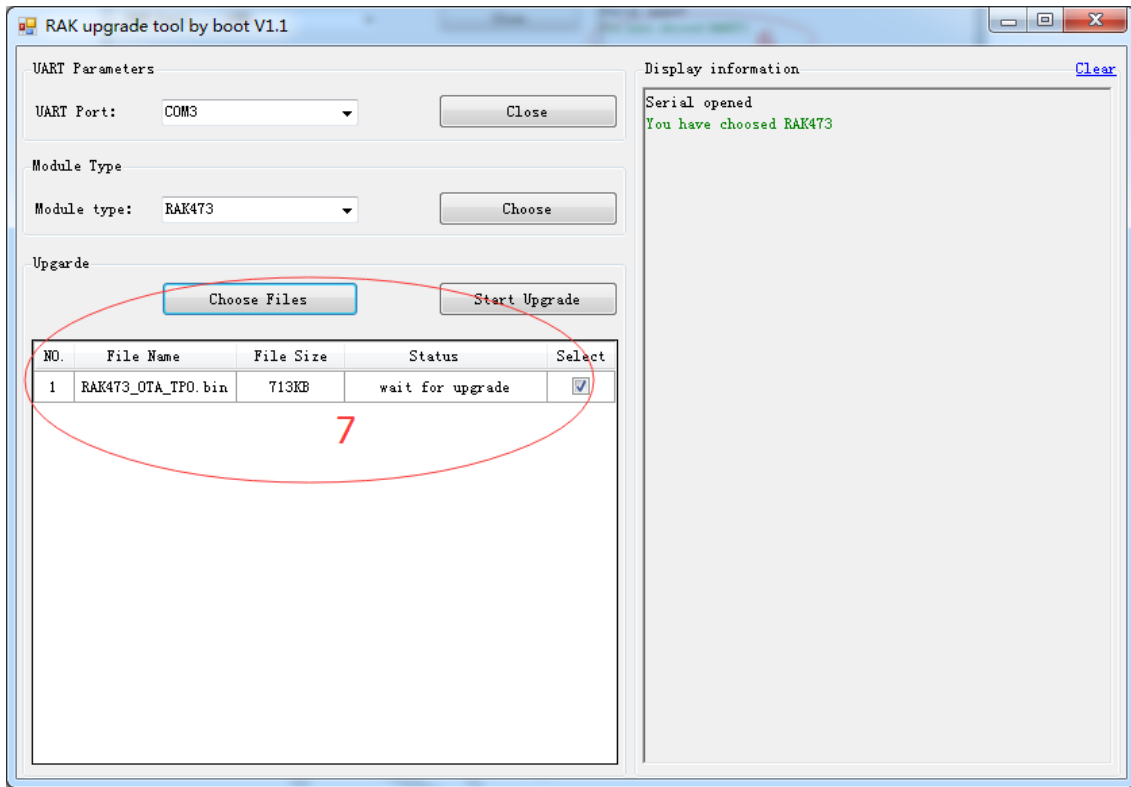 RAK upgrade tool by boot V1.1
UART Parameters
UART Port: COM3 Close
Module Type
Module type: RAK473 Choose
Upgarde
Choose Files Start Upgrade
NO. File Name File Size Status Select
1 RAK473_OTA_TPO.bin 713KB wait for upgrade
7
Display information Clear
Serial opened
You have choosed RAK473